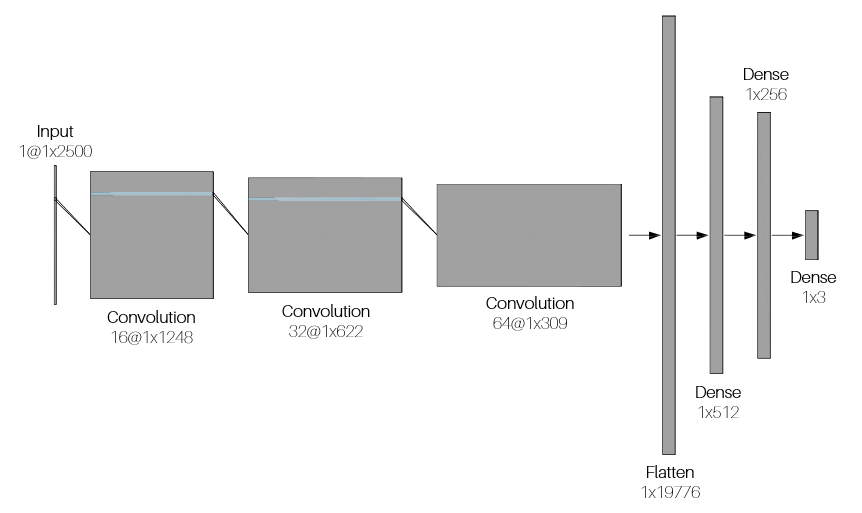 Input
1@1x2500
Convolution
16@1x1248
Convolution
32@1x622
Convolution
64@1x309
Flatten
1x19776
Dense
1x512
Dense
1x256
Dense
1x3